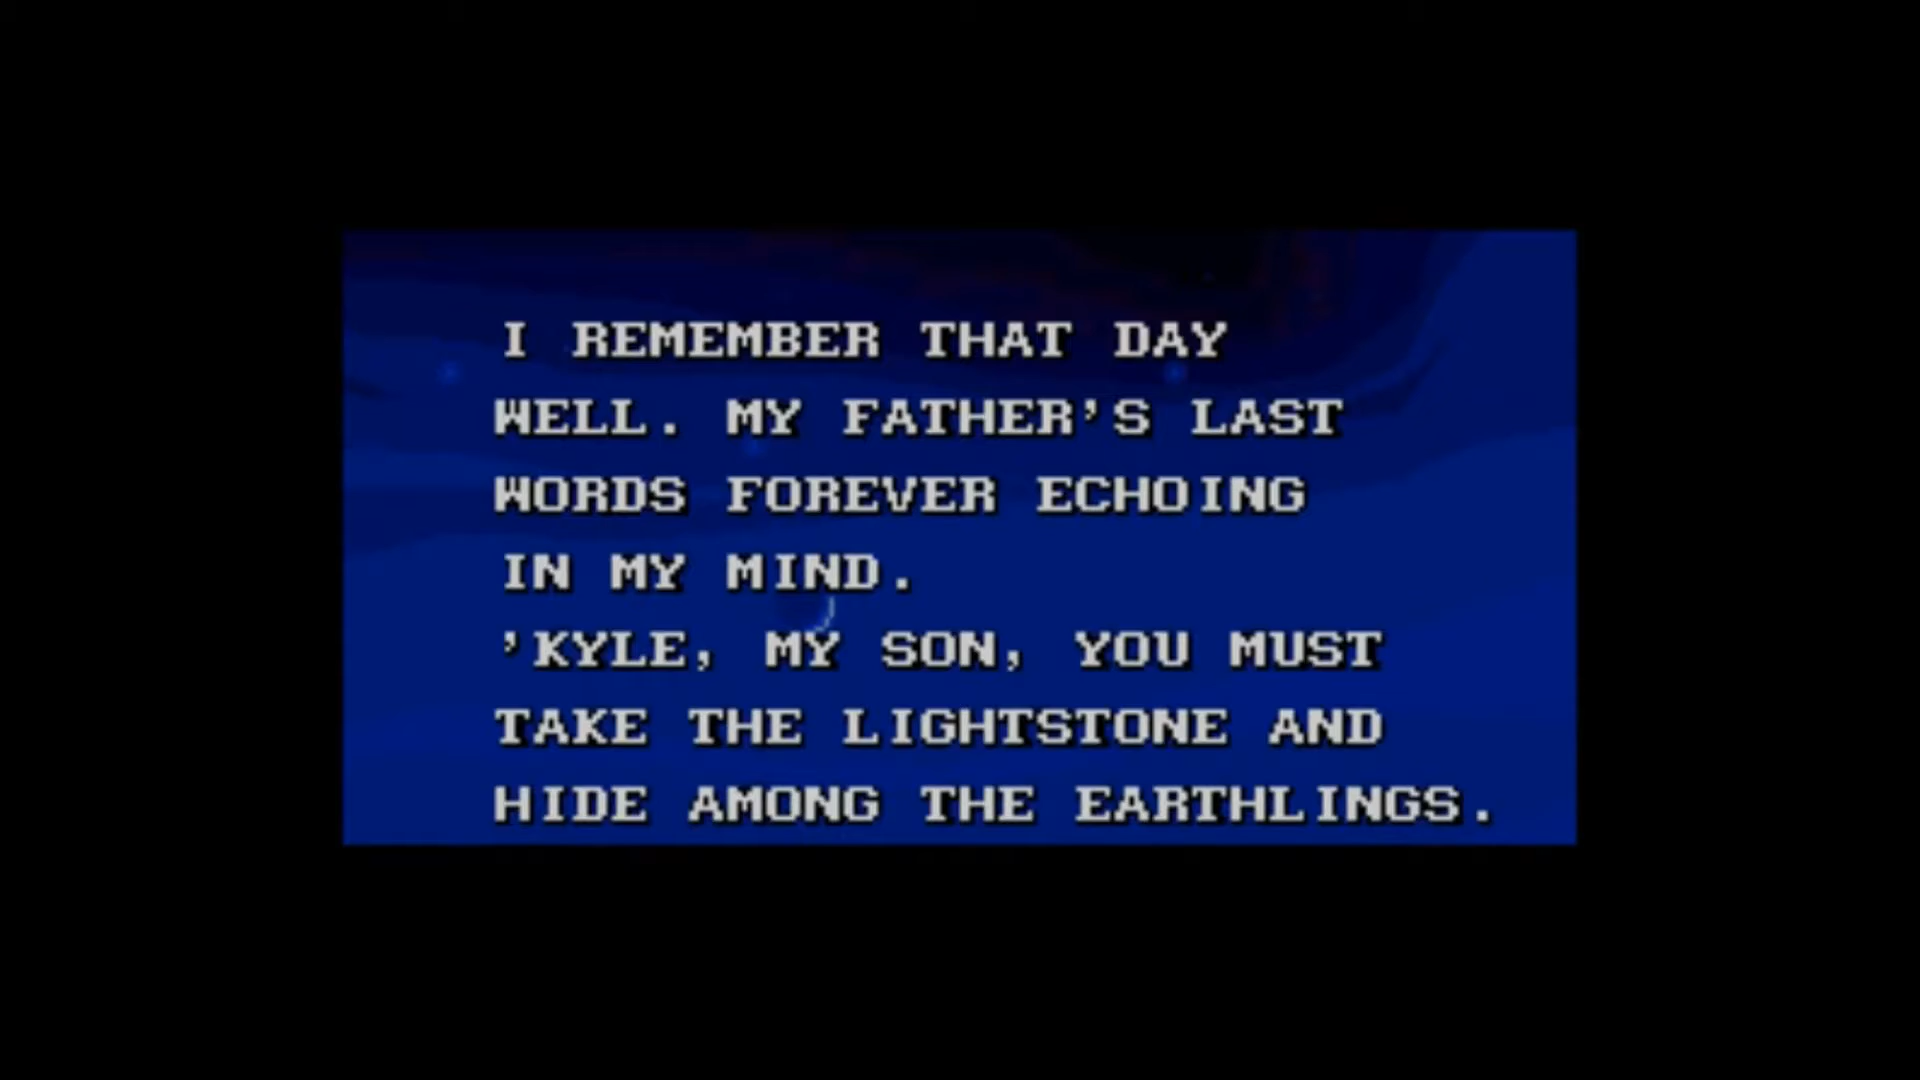 I REMEMBER THAT DAY
WELL. MY FATHER'S LAST
WORDS FOREVER ECHOING
IN MY MIND.
'KYLE, MY SON, YOU MUST
TAKE THE LIGHTSTONE AND
HIDE AMONG THE EARTHLINGS.